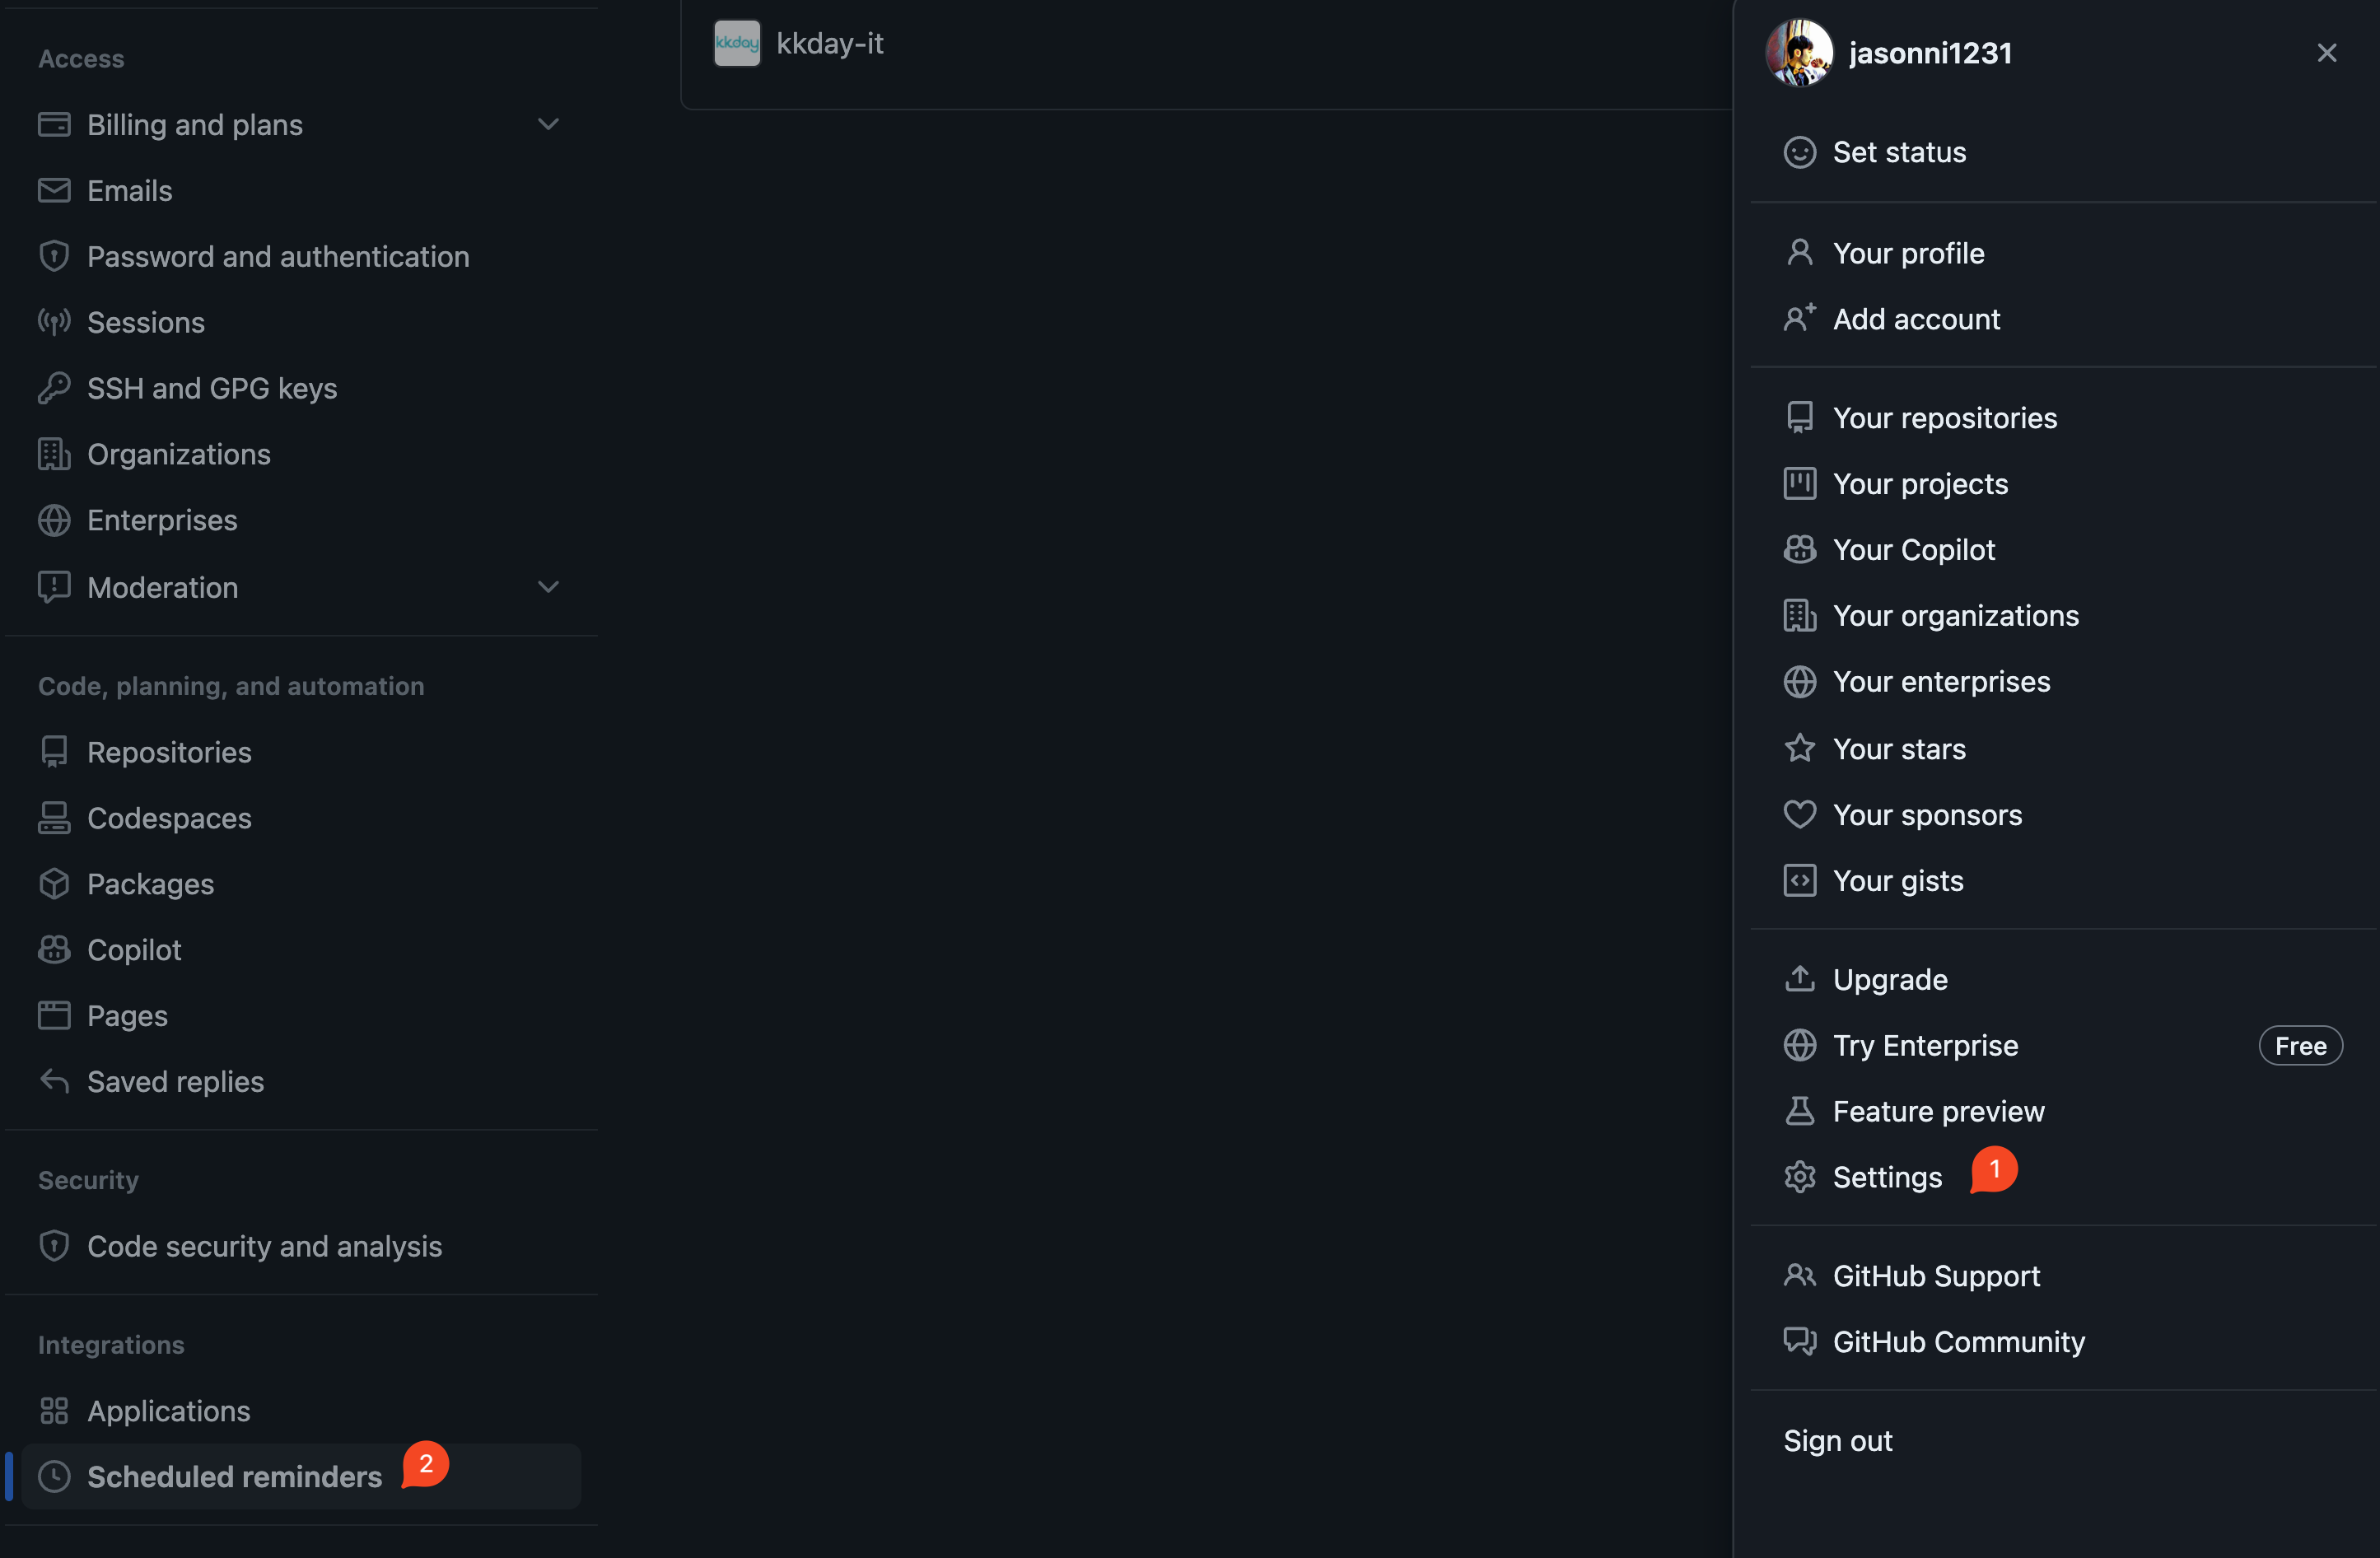 Access
Billing and plans
Emails
Password and authentication
Sessions
SSH and GPG keys
Organizations
Enterprises
Moderation
Code, planning, and automation
Repositories
Codespaces
Packages
Copilot
Pages
Saved replies
Security
Code security and analysis
Integrations
Applications
Scheduled reminders
2
kkday
kkday-it
jasonni1231
Set status
Your profile
Add account
Your repositories
Your projects
Your Copilot
Your organizations
Your enterprises
Your stars
Your sponsors
Your gists
Upgrade
Try Enterprise
Free
Feature preview
Settings
1
GitHub Support
GitHub Community
Sign out